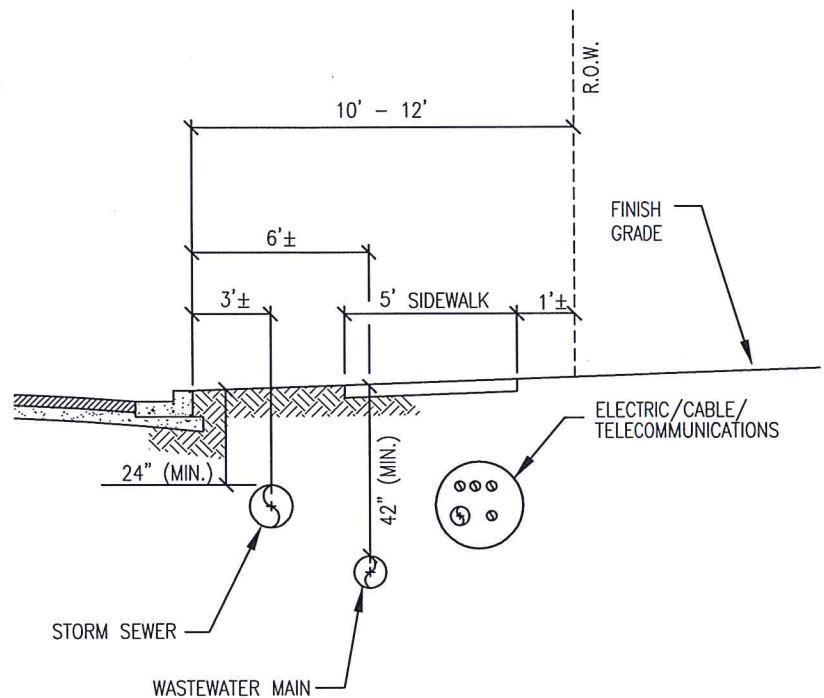 R.O.W.
10' - 12'
FINISH
GRADE
6'±
3'±
5' SIDEWALK
1'±
ELECTRIC/CABLE/
TELECOMMUNICATIONS
24" (MIN.)
42" (MIN.)
STORM SEWER
WASTEWATER MAIN